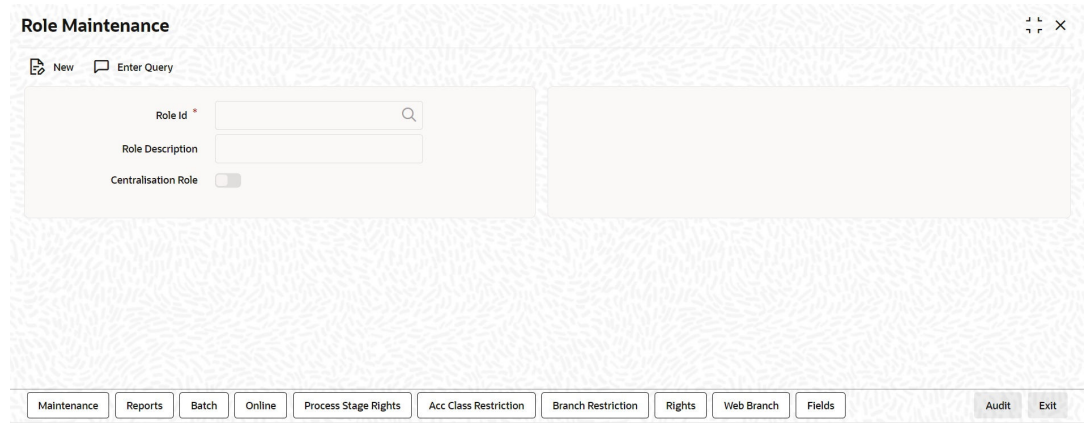 Role Maintenance
New Enter Query
Role Id *
Role Description
Centralisation Role
Maintenance Reports Batch Online Process Stage Rights Acc Class Restriction Branch Restriction Rights Web Branch Fields Audit Exit